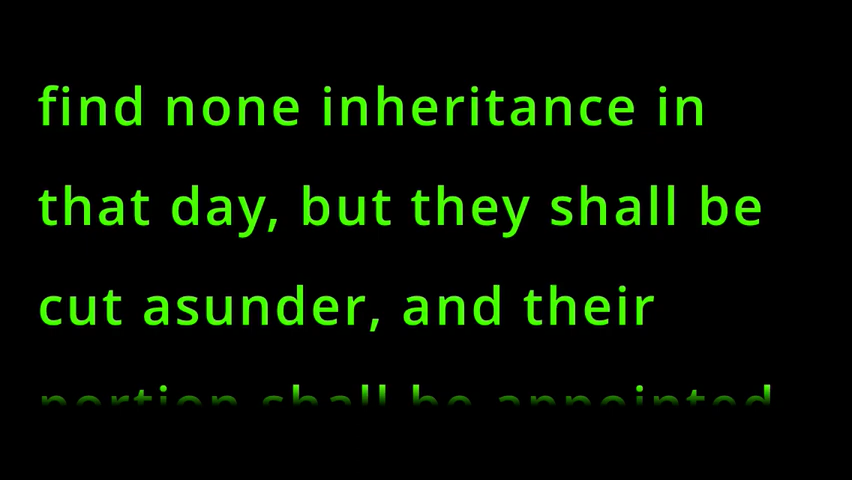 find none inheritance in
that day, but they shall be
cut asunder, and their
portion shall be appointed